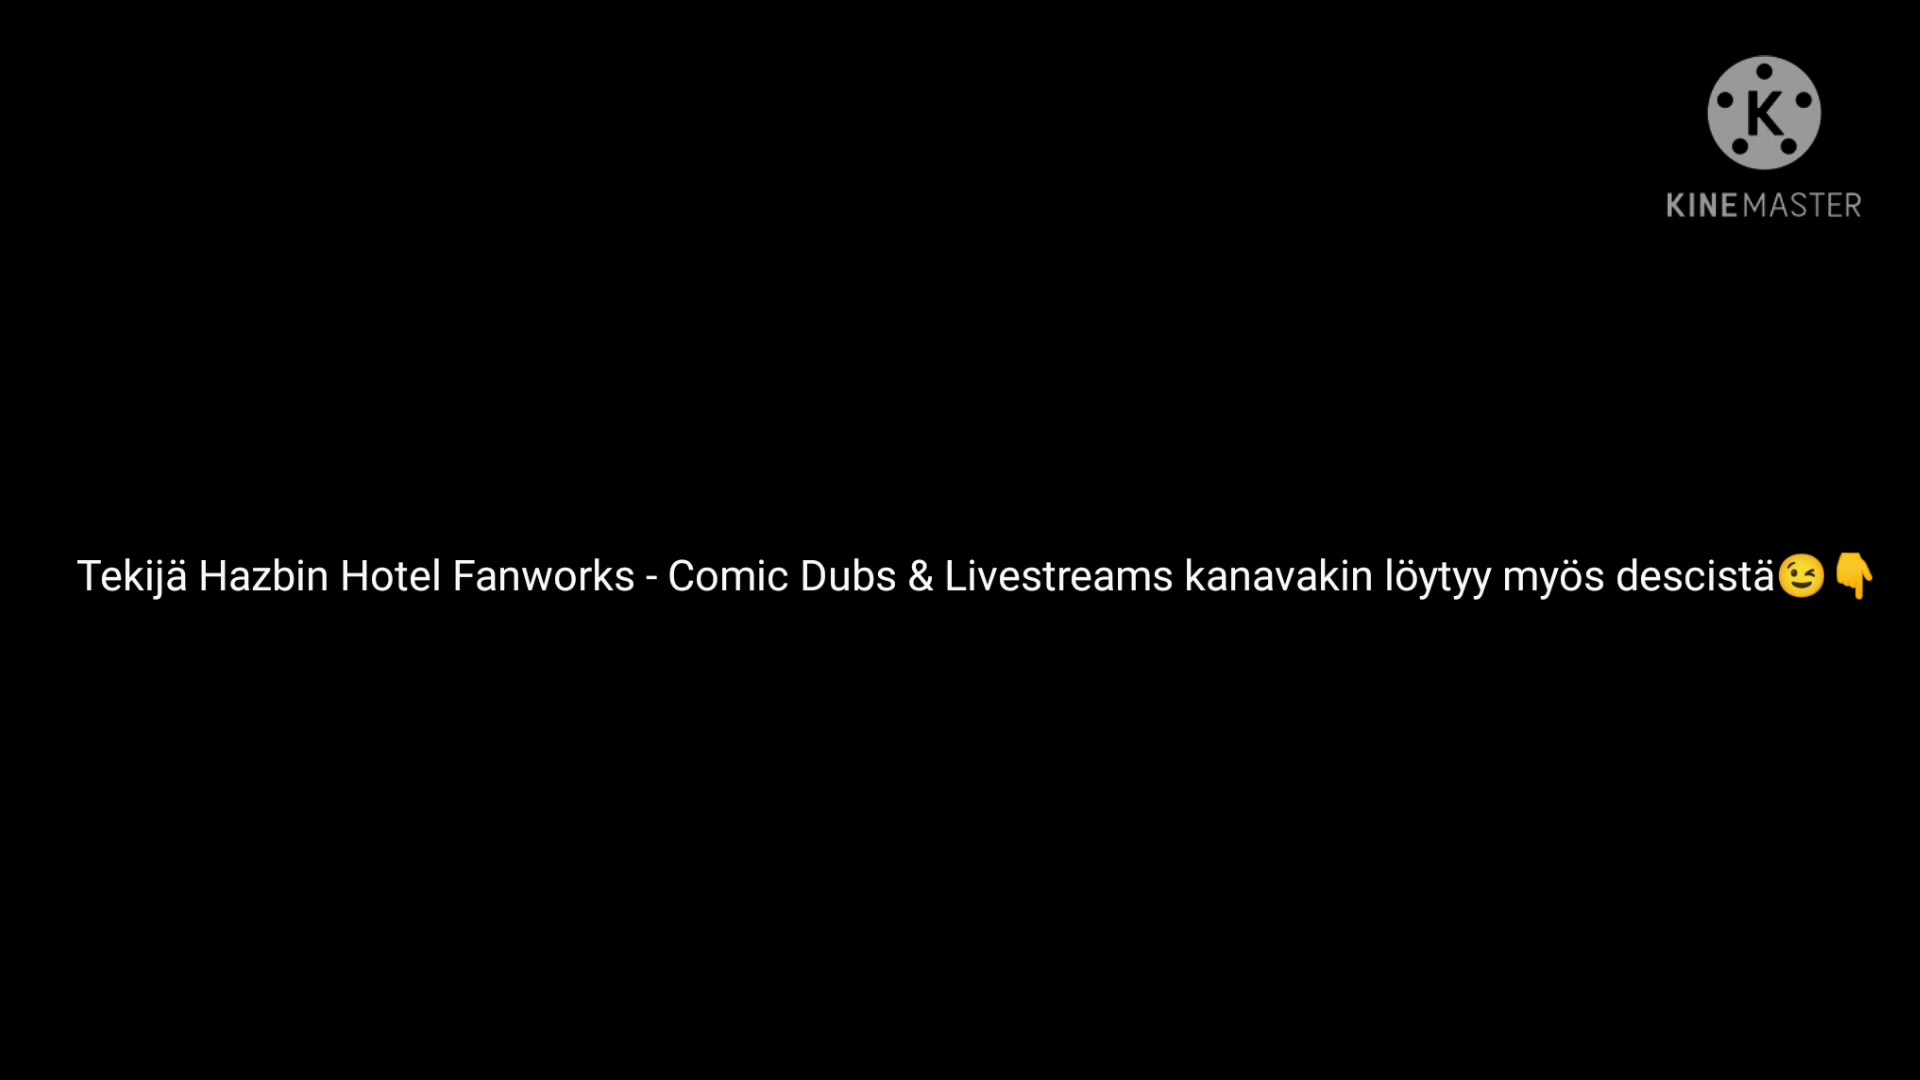 K
KINEMASTER
Tekijä Hazbin Hotel Fanworks - Comic Dubs & Livestreams kanavakin löytyy myös descistä😉👇